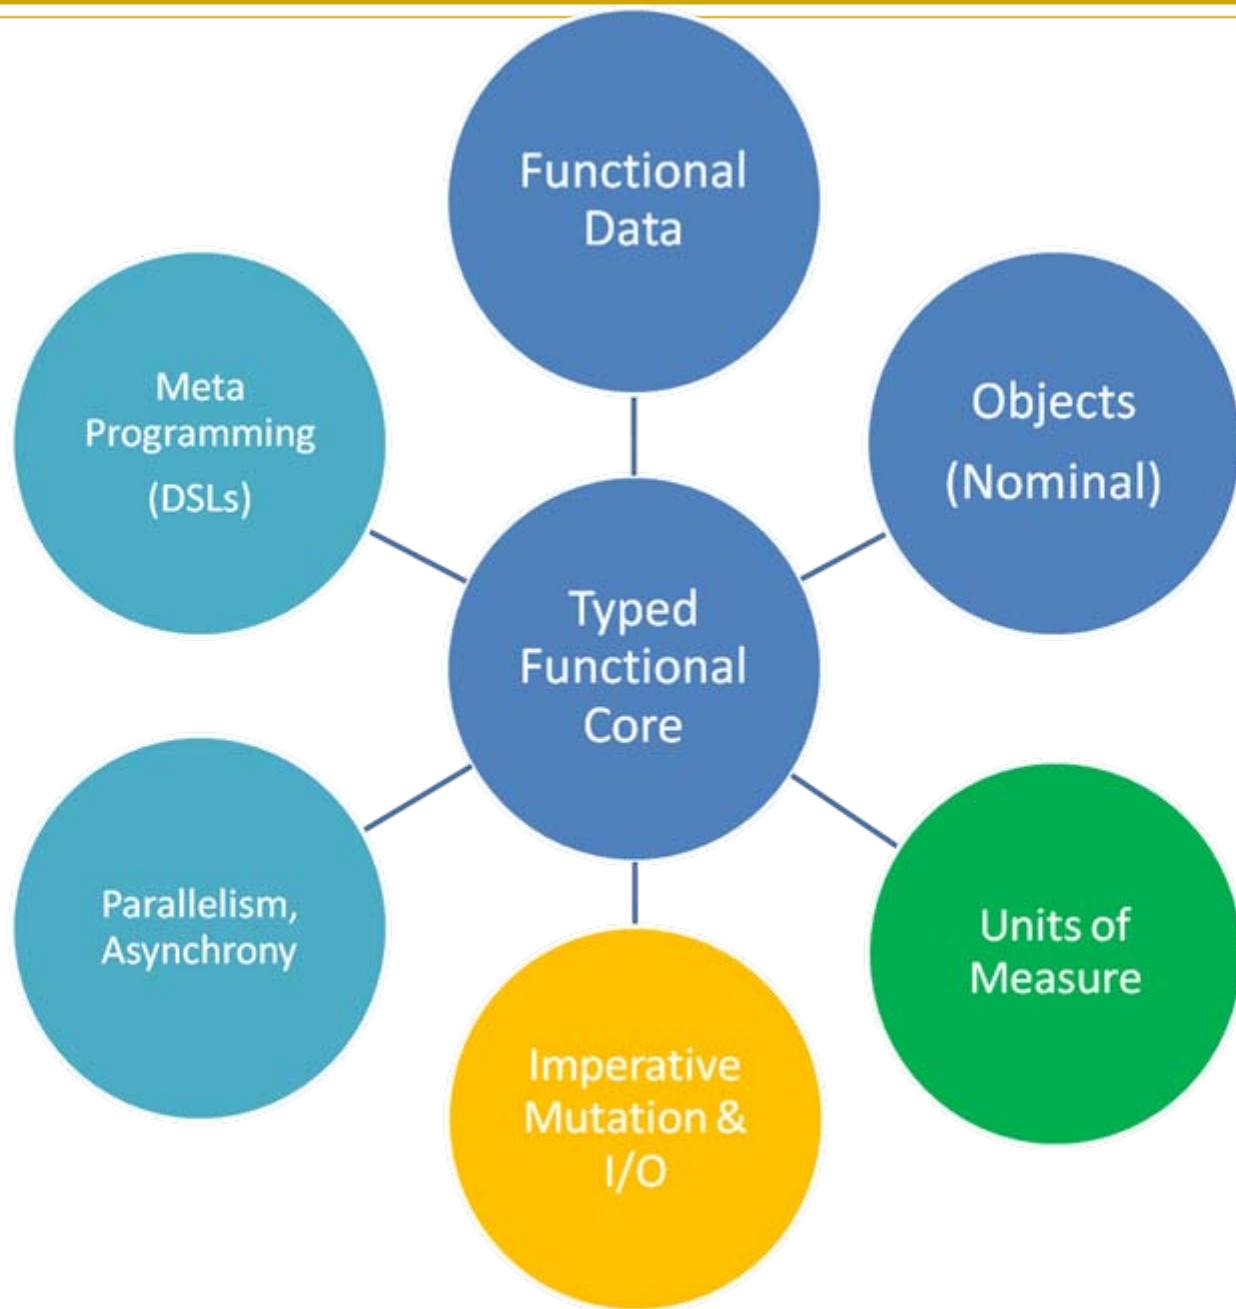 Functional
Data
Meta
Programming
(DSLs)
Objects
(Nominal)
Typed
Functional
Core
Parallelism,
Asynchrony
Units of
Measure
Imperative
Mutation &
I/O